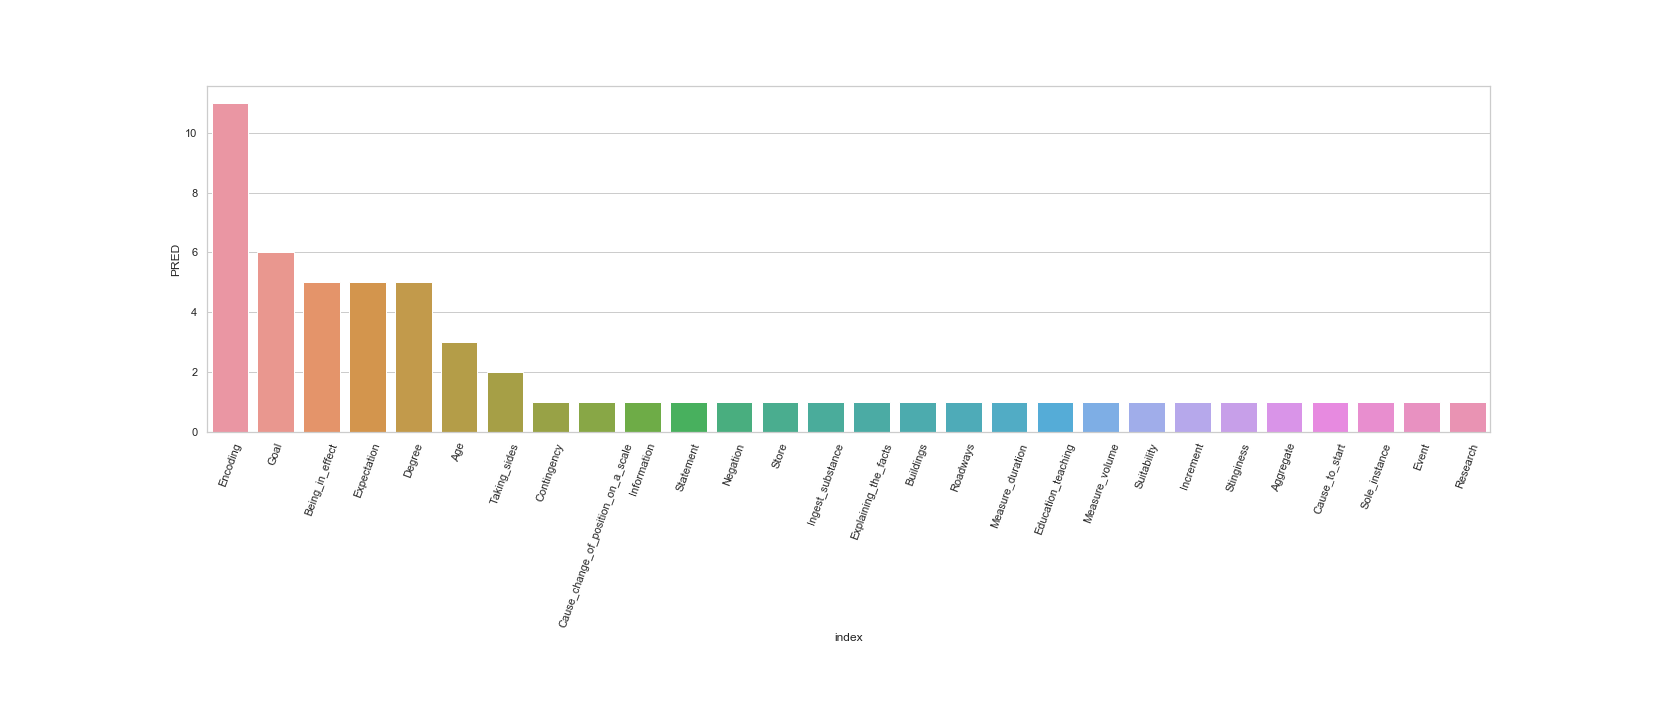 10
8
6
4
2
0
PRED
Encoding
Goal
Being_in_effect
Expectation
Degree
Age
Taking_sides
Contingency
Cause_change_of_position_on_a_scale
Information
Statement
Negation
Store
Ingest_substance
Explaining_the_facts
Buildings
Roadways
Measure_duration
Education_teaching
Measure_volume
Suitability
Increment
Stinginess
Aggregate
Cause_to_start
Sole_instance
Event
Research
index